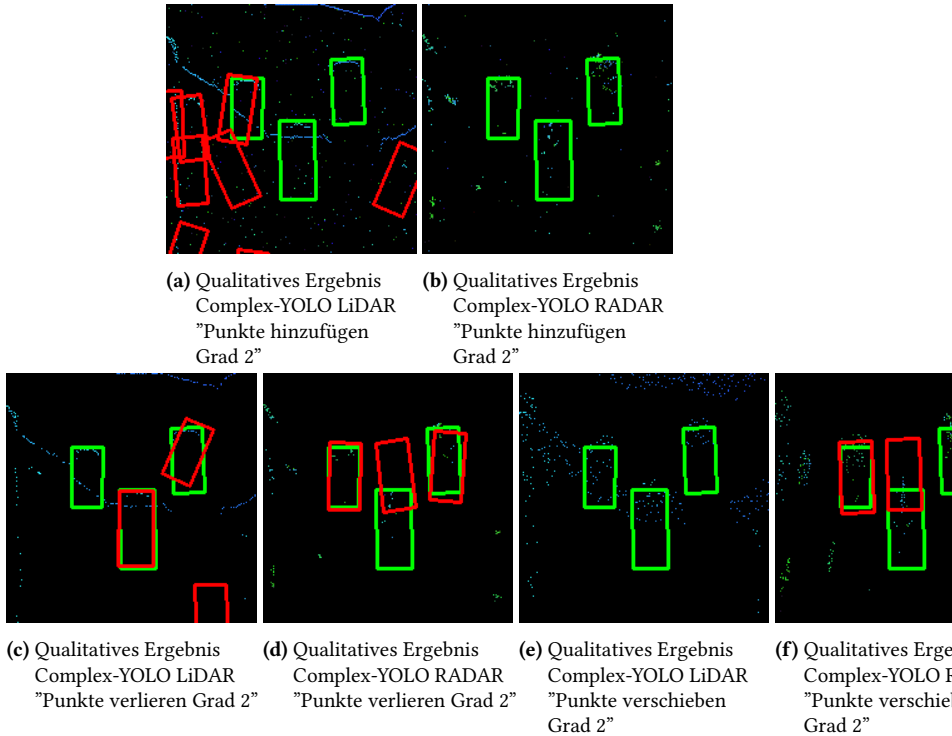 (a) Qualitatives Ergebnis
Complex-YOLO LiDAR
”Punkte hinzufügen
Grad 2”
(b) Qualitatives Ergebnis
Complex-YOLO RADAR
”Punkte hinzufügen
Grad 2”
(c) Qualitatives Ergebnis
Complex-YOLO LiDAR
”Punkte verlieren Grad 2”
(d) Qualitatives Ergebnis
Complex-YOLO RADAR
”Punkte verlieren Grad 2”
(e) Qualitatives Ergebnis
Complex-YOLO LiDAR
”Punkte verschieben
Grad 2”
(f) Qualitatives Erge
Complex-YOLO R
”Punkte verschie
Grad 2”